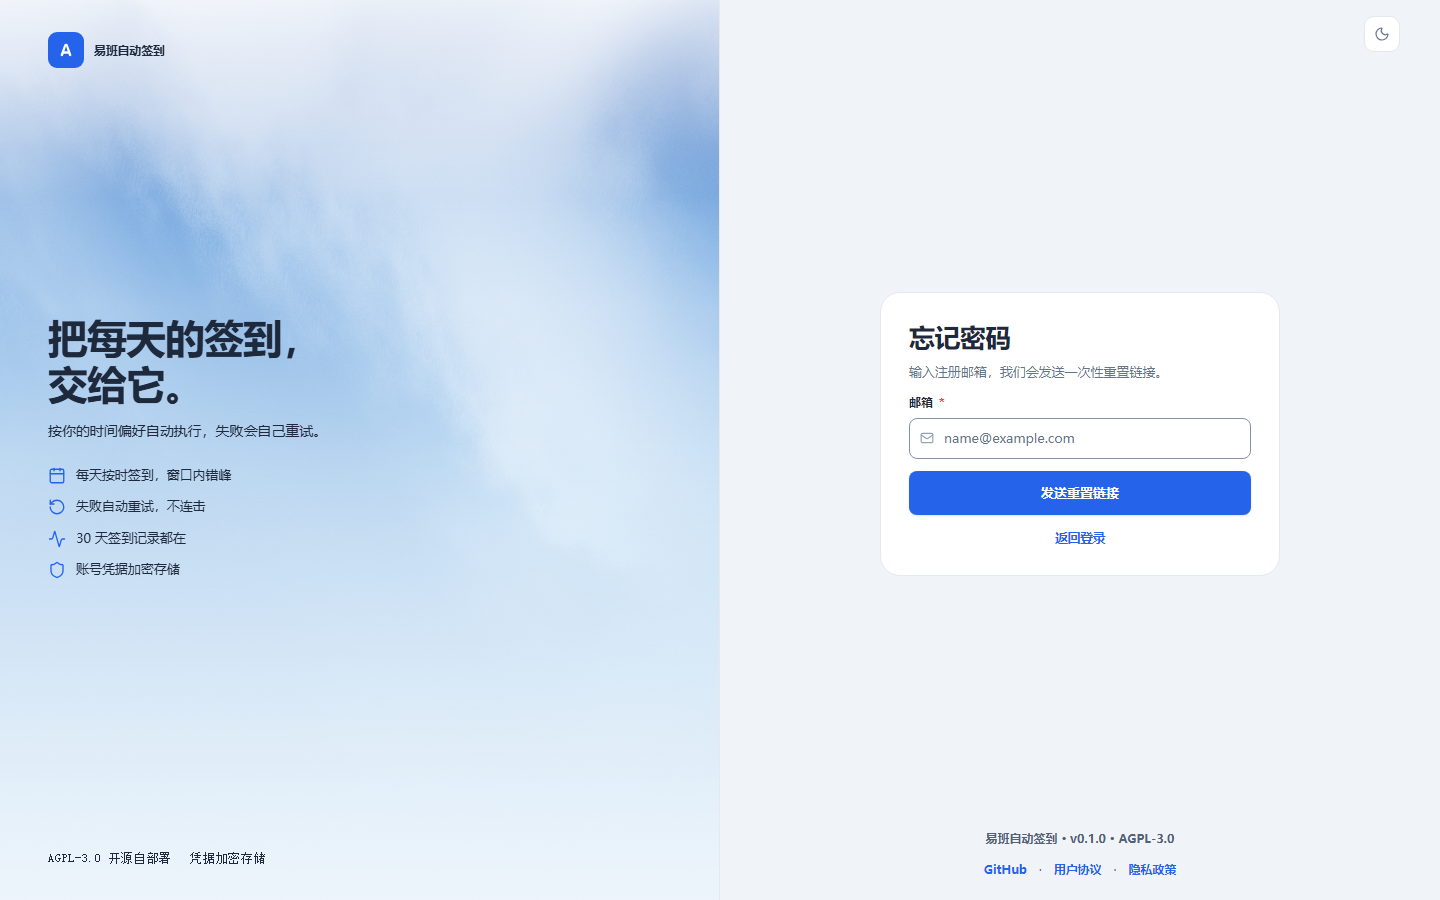 A 易班自动签到
把每天的签到，
交给它。
按你的时间偏好自动执行，失败会自己重试。
每天按时签到，窗口内错峰
失败自动重试，不连击
30 天签到记录都在
账号凭据加密存储
AGPL-3.0 开源自部署 凭据加密存储
忘记密码
输入注册邮箱，我们会发送一次性重置链接。
邮箱 *
name@example.com
发送重置链接
返回登录
易班自动签到 • v0.1.0 • AGPL-3.0
GitHub · 用户协议 · 隐私政策